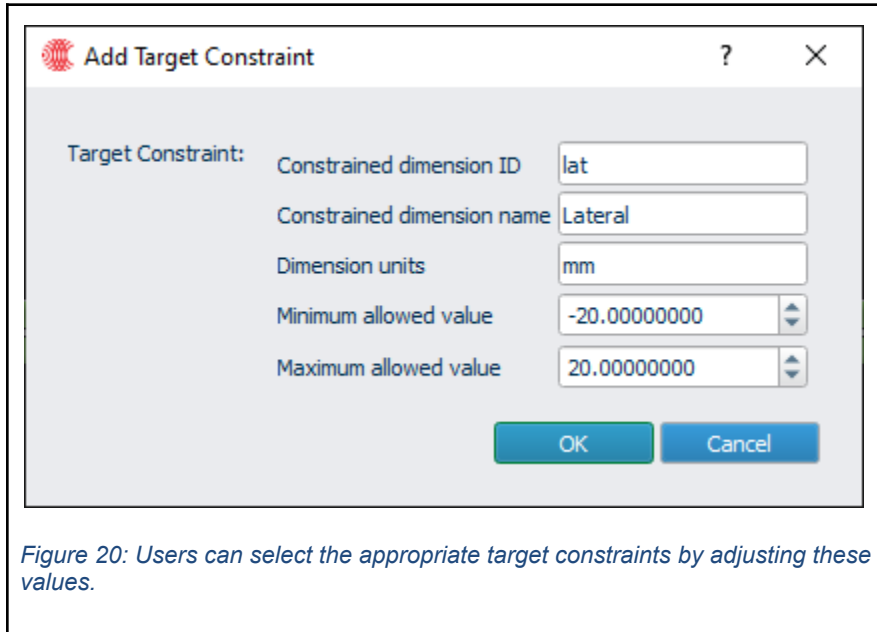 Add Target Constraint ?
Target Constraint:
Constrained dimension ID lat
Constrained dimension name Lateral
Dimension units mm
Minimum allowed value -20.00000000
Maximum allowed value 20.00000000
OK Cancel
Figure 20: Users can select the appropriate target constraints by adjusting these
values.